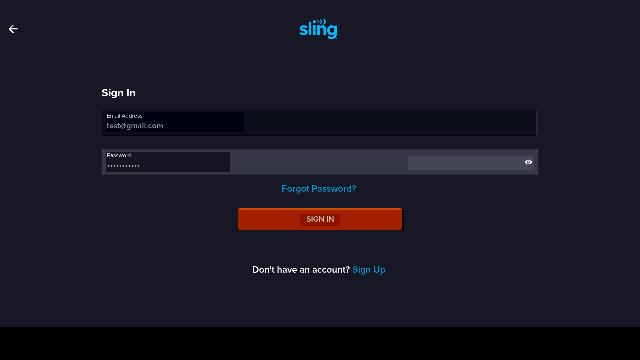 sling
Sign In
Email Address
test@gmail.com
Password
•••••••••••
Forgot Password?
SIGN IN
Don't have an account? Sign Up